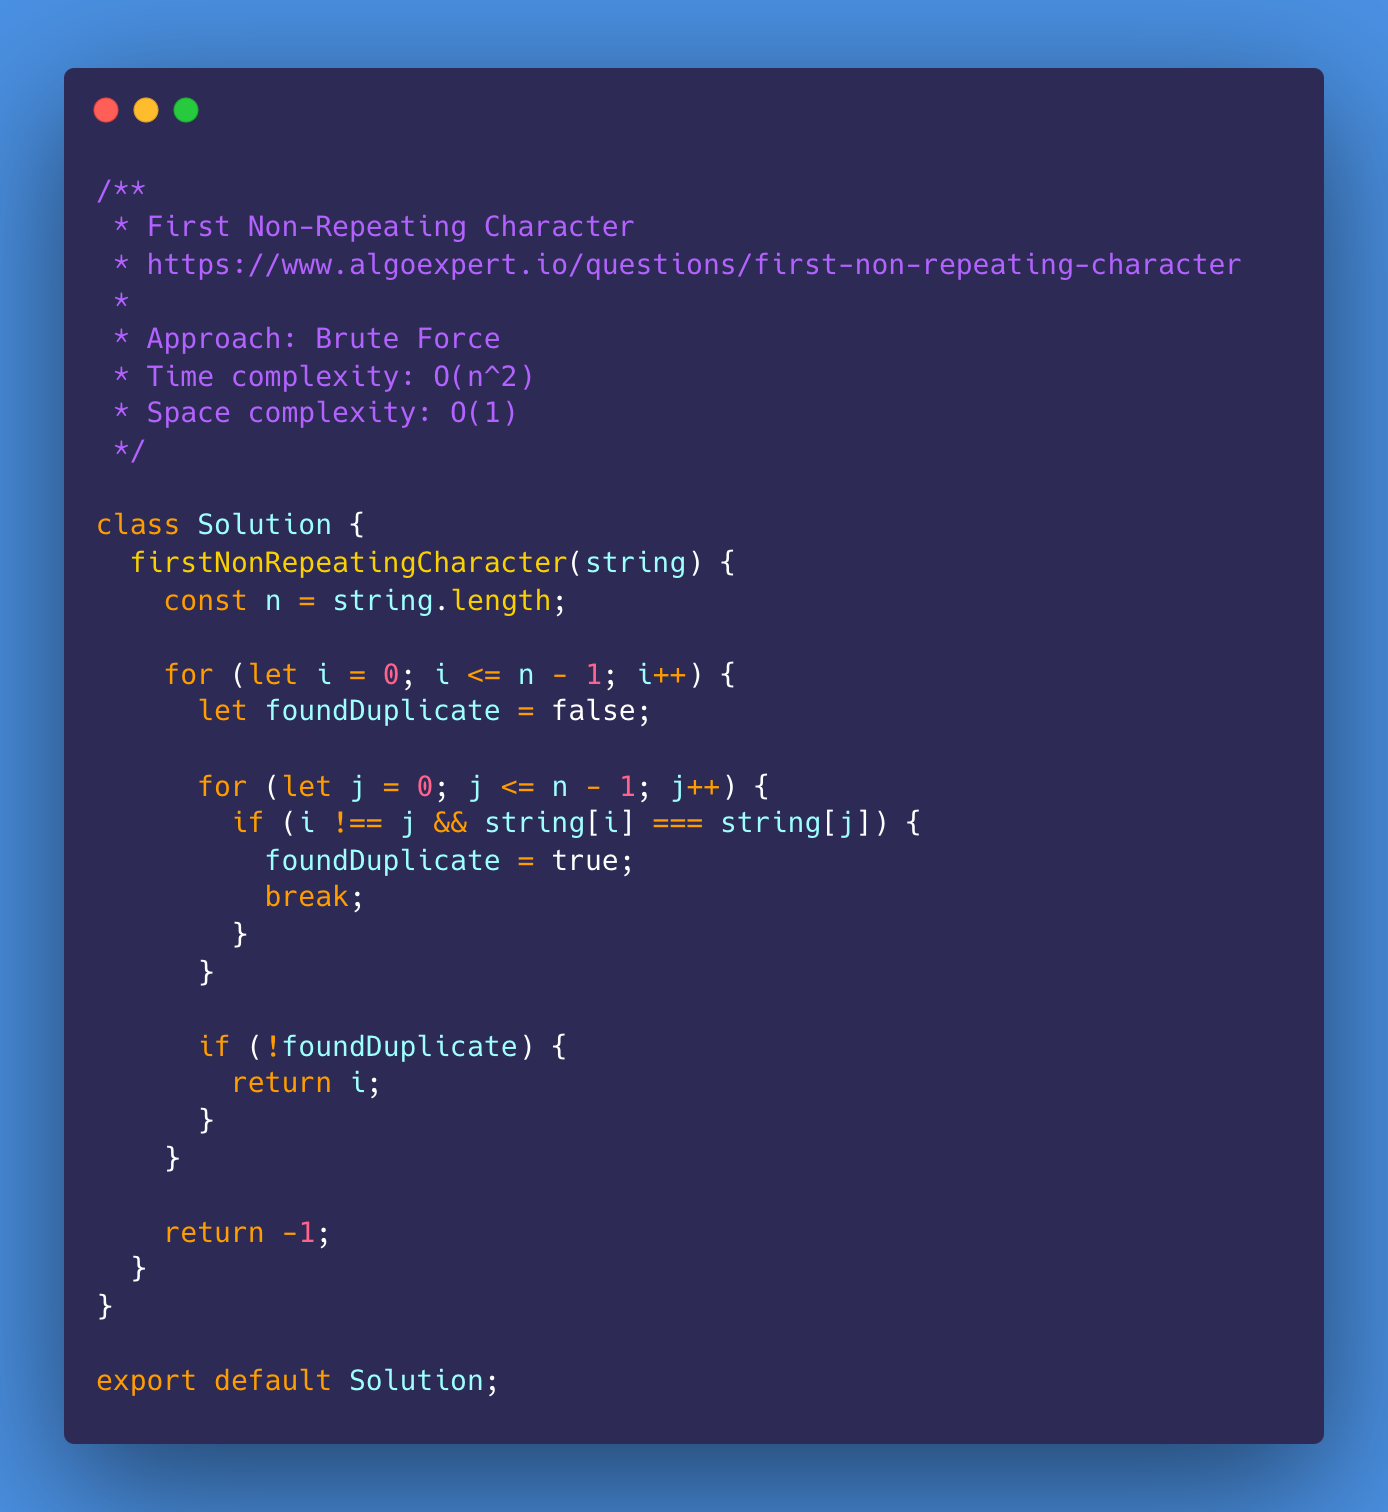 /**
 * First Non-Repeating Character
 * https://www.algoexpert.io/questions/first-non-repeating-character
 *
 * Approach: Brute Force
 * Time complexity: O(n^2)
 * Space complexity: O(1)
 */

class Solution {
  firstNonRepeatingCharacter(string) {
    const n = string.length;

    for (let i = 0; i <= n - 1; i++) {
      let foundDuplicate = false;

      for (let j = 0; j <= n - 1; j++) {
        if (i !== j && string[i] === string[j]) {
          foundDuplicate = true;
          break;
        }
      }

      if (!foundDuplicate) {
        return i;
      }
    }

    return -1;
  }
}

export default Solution;